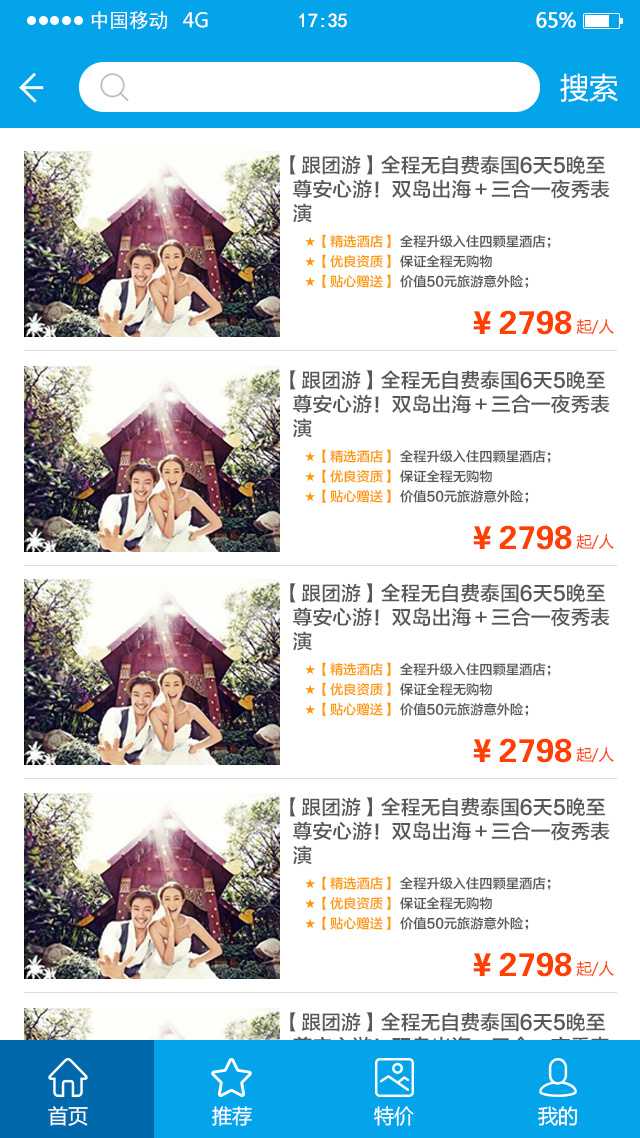 中国移动 4G 17:35 65%
搜索
【跟团游】全程无自费泰国6天5晚至
尊安心游！双岛出海＋三合一夜秀表
演
★【精选酒店】全程升级入住四颗星酒店；
★【优良资质】保证全程无购物
★【贴心赠送】价值50元旅游意外险；
¥ 2798 起/人
【跟团游】全程无自费泰国6天5晚至
尊安心游！双岛出海＋三合一夜秀表
演
★【精选酒店】全程升级入住四颗星酒店；
★【优良资质】保证全程无购物
★【贴心赠送】价值50元旅游意外险；
¥ 2798 起/人
【跟团游】全程无自费泰国6天5晚至
尊安心游！双岛出海＋三合一夜秀表
演
★【精选酒店】全程升级入住四颗星酒店；
★【优良资质】保证全程无购物
★【贴心赠送】价值50元旅游意外险；
¥ 2798 起/人
【跟团游】全程无自费泰国6天5晚至
尊安心游！双岛出海＋三合一夜秀表
演
★【精选酒店】全程升级入住四颗星酒店；
★【优良资质】保证全程无购物
★【贴心赠送】价值50元旅游意外险；
¥ 2798 起/人
【跟团游】全程无自费泰国6天5晚至
首页 推荐 特价 我的